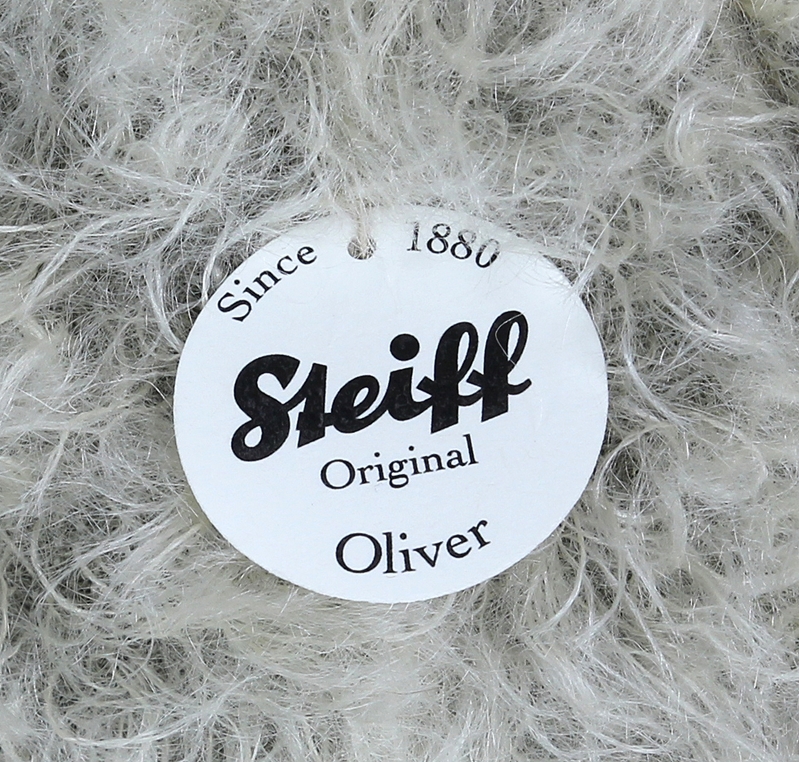 Since 1880
Steiff
Original
Oliver